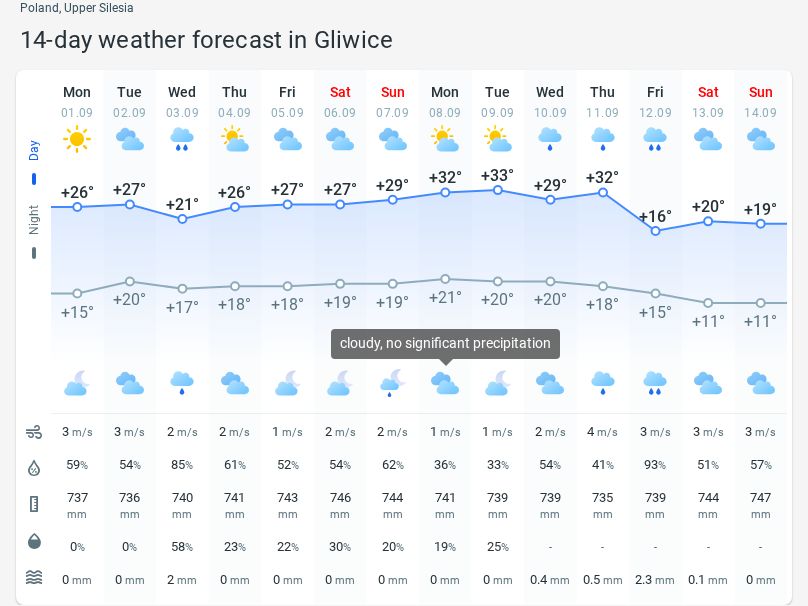 Poland, Upper Silesia
14-day weather forecast in Gliwice
Mon Tue Wed Thu Fri Sat Sun Mon Tue Wed Thu Fri Sat Sun
01.09 02.09 03.09 04.09 05.09 06.09 07.09 08.09 09.09 10.09 11.09 12.09 13.09 14.09
Day
+26° +27° +21° +26° +27° +27° +29° +32° +33° +29° +32° +16° +20° +19°
Night
+15° +20° +17° +18° +18° +19° +19° +21° +20° +20° +18° +15° +11° +11°
cloudy, no significant precipitation
3 m/s 3 m/s 2 m/s 2 m/s 1 m/s 2 m/s 2 m/s 1 m/s 1 m/s 2 m/s 4 m/s 3 m/s 3 m/s 3 m/s
59% 54% 85% 61% 52% 54% 62% 36% 33% 54% 41% 93% 51% 57%
737 736 740 741 743 746 744 741 739 739 735 739 744 747
mm mm mm mm mm mm mm mm mm mm mm mm mm mm
0% 0% 58% 23% 22% 30% 20% 19% 25% - - - - -
0 mm 0 mm 2 mm 0 mm 0 mm 0 mm 0 mm 0 mm 0 mm 0.4 mm 0.5 mm 2.3 mm 0.1 mm 0 mm